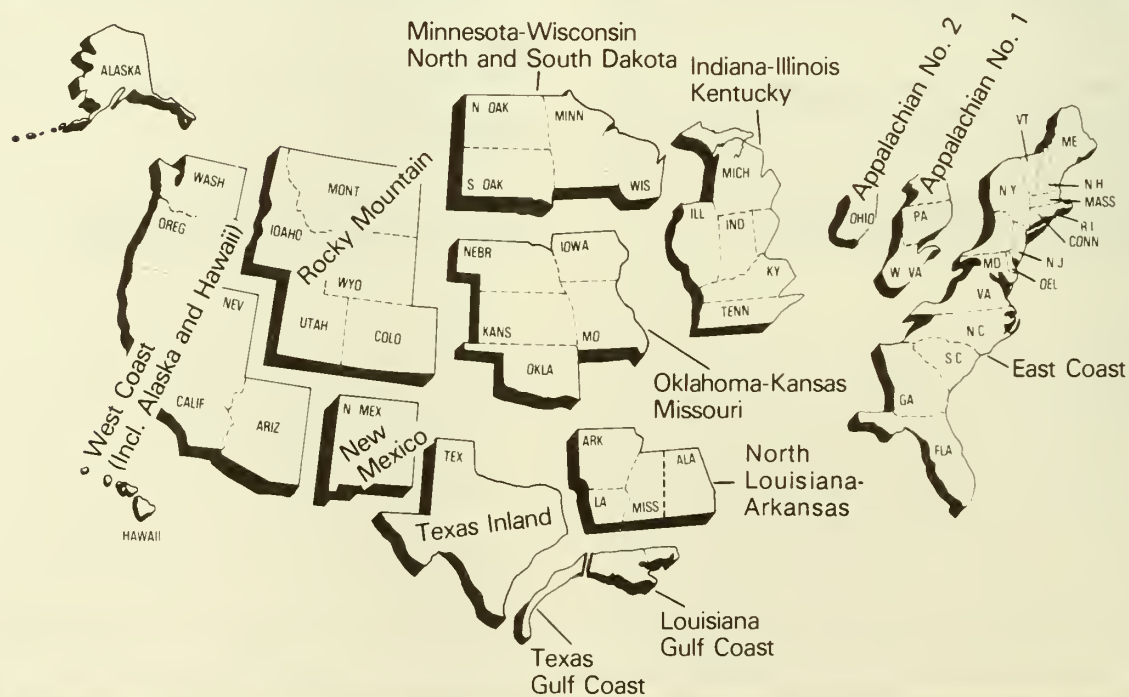 Minnesota-Wisconsin
North and South Dakota
Indiana-Illinois
Kentucky
Appalachian No. 2
Appalachian No. 1
ALASKA
N OAK
MINN
S OAK
WIS
MICH
ILL
IND
KY
TENN
OHIO
PA
W VA
VT
ME
N Y
N H
MASS
R I
CONN
N J
MD
DEL
VA
N C
S C
GA
FLA
East Coast
WASH
OREG
NEV
CALIF
ARIZ
West Coast
(Incl. Alaska and Hawaii)
HAWAII
MONT
IDAHO
WYO
UTAH
COLO
Rocky Mountain
NEBR
IOWA
KANS
MO
OKLA
Oklahoma-Kansas
Missouri
N MEX
New
Mexico
TEX
Texas Inland
ARK
LA
MISS
ALA
North
Louisiana-
Arkansas
Louisiana
Gulf Coast
Texas
Gulf Coast